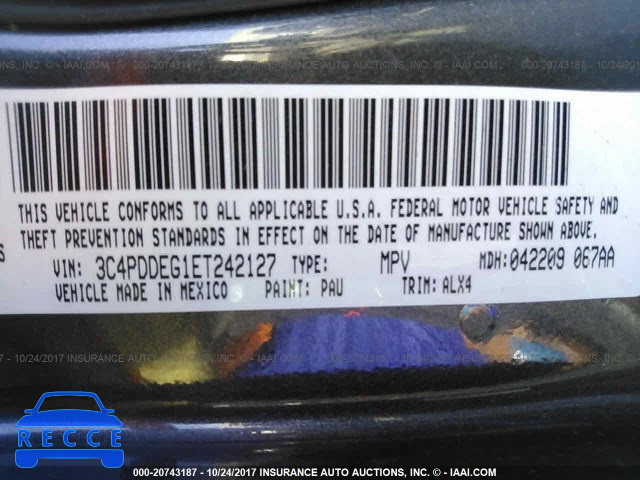 THIS VEHICLE CONFORMS TO ALL APPLICABLE U.S.A. FEDERAL MOTOR VEHICLE SAFETY AND
THEFT PREVENTION STANDARDS IN EFFECT ON THE DATE OF MANUFACTURE SHOWN ABOVE.
S
VIN: 3C4PDDEG1ET242127 TYPE: MPV MDH: 042209 067AA
VEHICLE MADE IN MEXICO PAINT: PAU TRIM: ALX4
RECCE
000-20743187 - 10/24/2017 INSURANCE AUTO AUCTIONS, INC. - © IAAI.COM